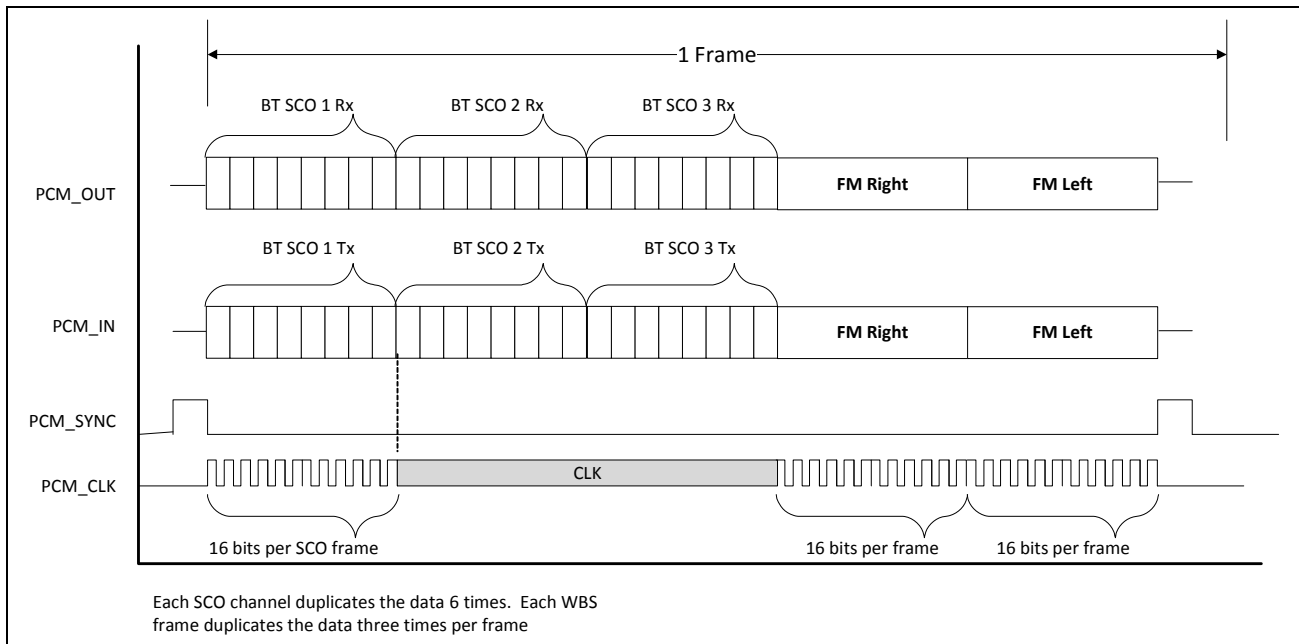 1 Frame
BT SCO 1 Rx BT SCO 2 Rx BT SCO 3 Rx
PCM_OUT FM Right FM Left
BT SCO 1 Tx BT SCO 2 Tx BT SCO 3 Tx
PCM_IN FM Right FM Left
PCM_SYNC
PCM_CLK CLK
16 bits per SCO frame 16 bits per frame 16 bits per frame
Each SCO channel duplicates the data 6 times. Each WBS
frame duplicates the data three times per frame